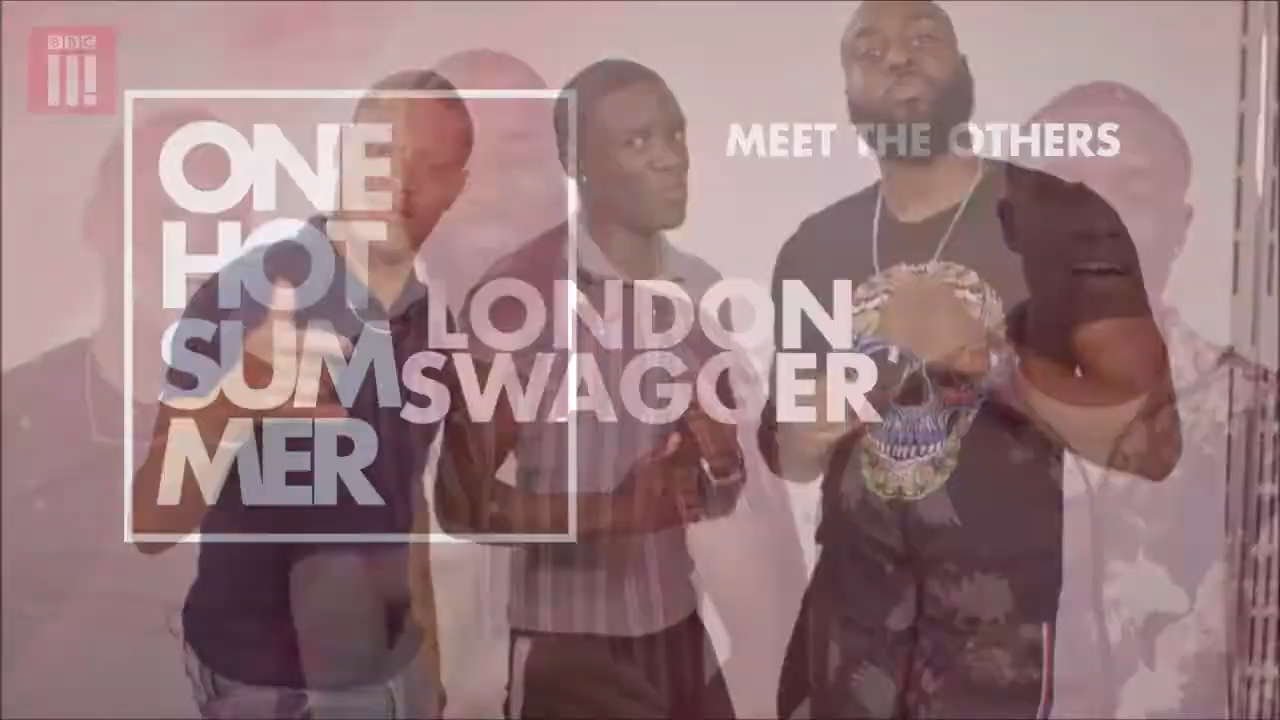 BBC
III!
ONE
HOT
SUM
MER
MEET THE OTHERS
LONDON
SWAGGER